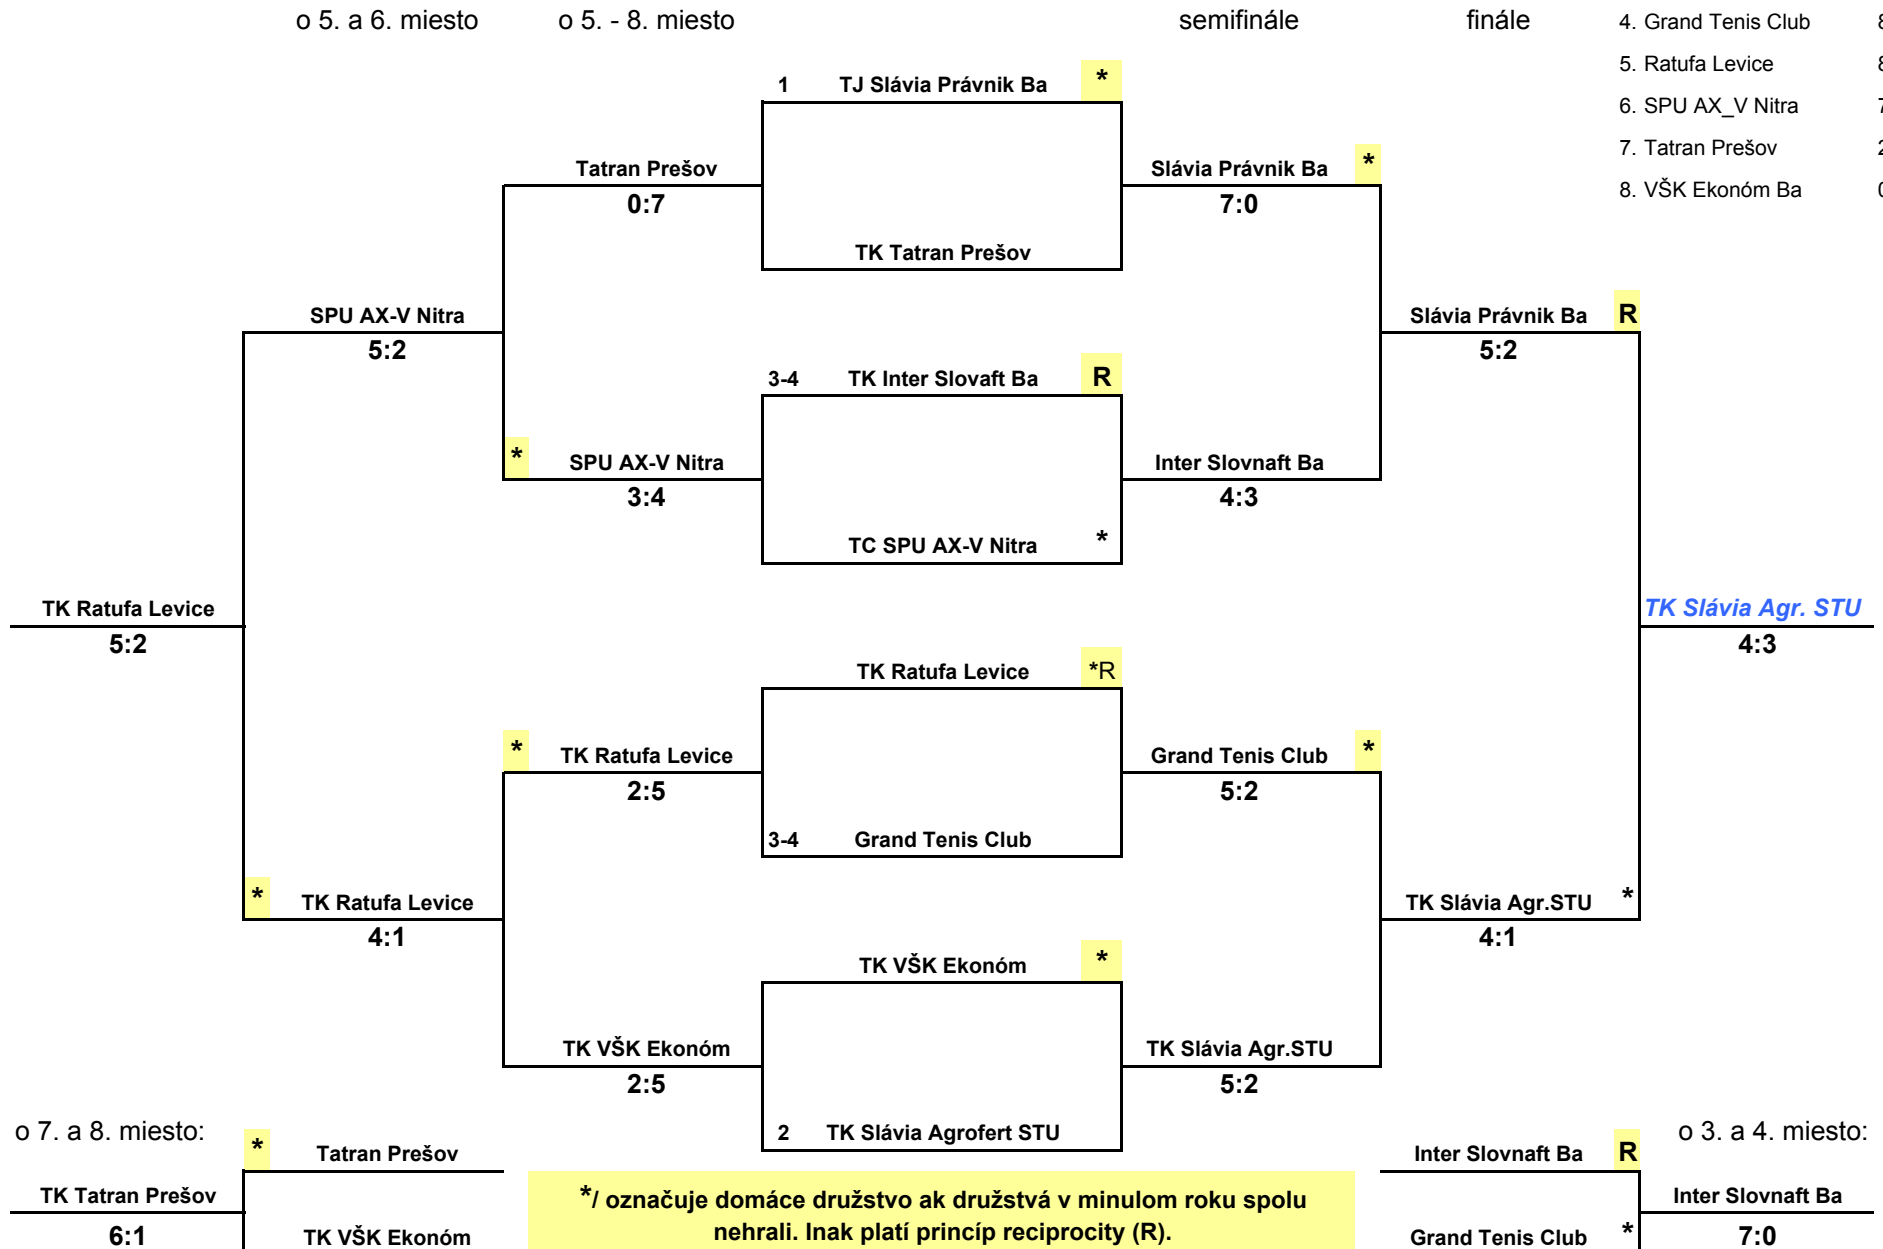 o 5. a 6. miesto o 5. - 8. miesto semifinále finále 4. Grand Tenis Club
5. Ratufa Levice
1 TJ Slávia Právnik Ba *
6. SPU AX_V Nitra
7. Tatran Prešov
Tatran Prešov Slávia Právnik Ba *
8. VŠK Ekonóm Ba
0:7 7:0
TK Tatran Prešov
SPU AX-V Nitra Slávia Právnik Ba R
5:2 5:2
3-4 TK Inter Slovaft Ba R
* SPU AX-V Nitra Inter Slovnaft Ba
3:4 4:3
TC SPU AX-V Nitra *
TK Ratufa Levice TK Slávia Agr. STU
5:2 4:3
TK Ratufa Levice *R
* TK Ratufa Levice Grand Tenis Club *
2:5 5:2
3-4 Grand Tenis Club
* TK Ratufa Levice TK Slávia Agr.STU *
4:1 4:1
TK VŠK Ekonóm *
TK VŠK Ekonóm TK Slávia Agr.STU
2:5 5:2
o 7. a 8. miesto: 2 TK Slávia Agrofert STU o 3. a 4. miesto:
* Tatran Prešov Inter Slovnaft Ba R
TK Tatran Prešov Inter Slovnaft Ba
*/ označuje domáce družstvo ak družstvá v minulom roku spolu
nehrali. Inak platí princíp reciprocity (R).
6:1 TK VŠK Ekonóm Grand Tenis Club * 7:0